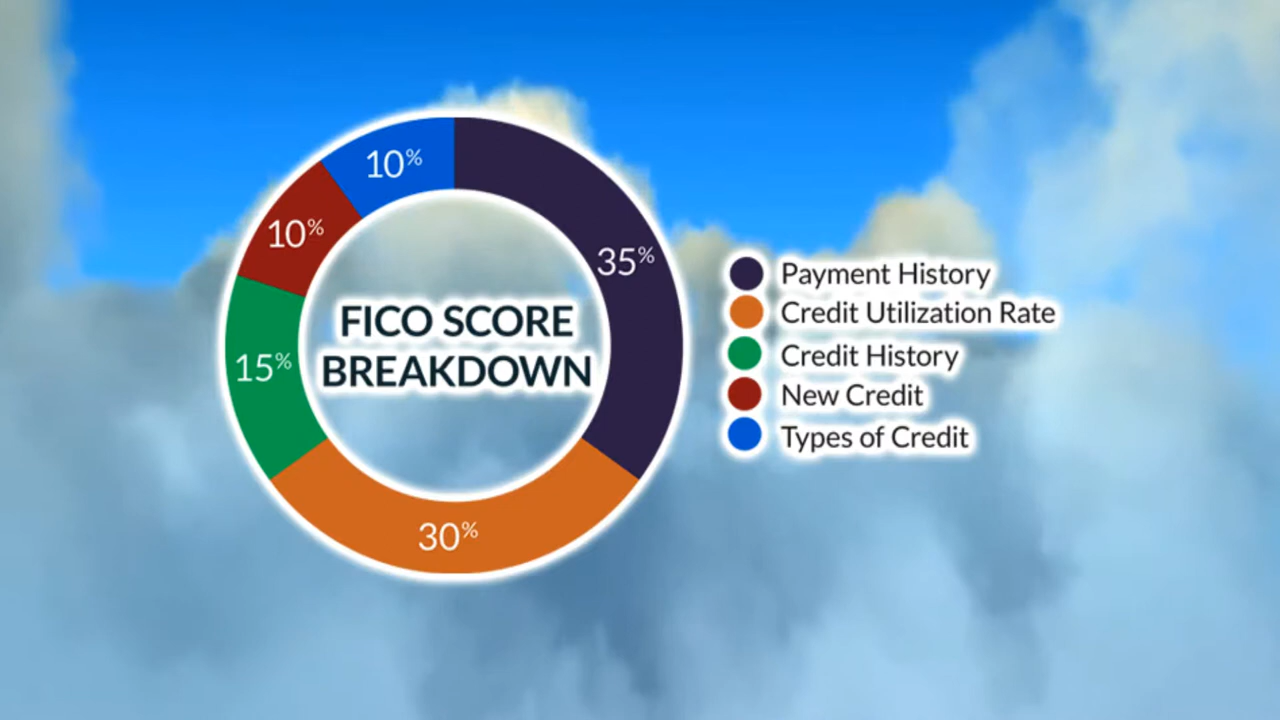 10%
10%
35%
FICO SCORE
BREAKDOWN
15%
30%
Payment History
Credit Utilization Rate
Credit History
New Credit
Types of Credit